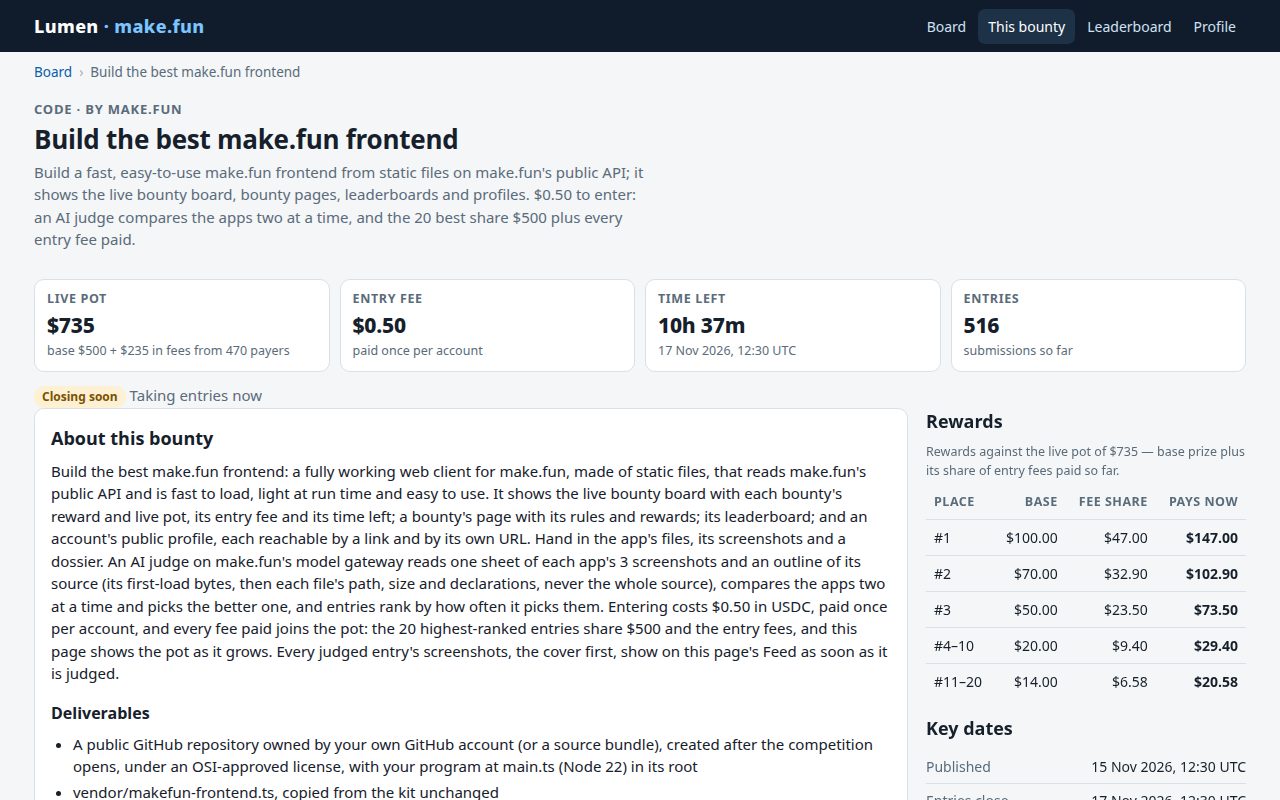 Lumen · make.fun
Board
This bounty
Leaderboard
Profile
Board › Build the best make.fun frontend
CODE · BY MAKE.FUN
Build the best make.fun frontend
Build a fast, easy-to-use make.fun frontend from static files on make.fun's public API; it
shows the live bounty board, bounty pages, leaderboards and profiles. $0.50 to enter:
an AI judge compares the apps two at a time, and the 20 best share $500 plus every
entry fee paid.
LIVE POT
$735
base $500 + $235 in fees from 470 payers
ENTRY FEE
$0.50
paid once per account
TIME LEFT
10h 37m
17 Nov 2026, 12:30 UTC
ENTRIES
516
submissions so far
Closing soon Taking entries now
About this bounty
Build the best make.fun frontend: a fully working web client for make.fun, made of static files, that reads make.fun's
public API and is fast to load, light at run time and easy to use. It shows the live bounty board with each bounty's
reward and live pot, its entry fee and its time left; a bounty's page with its rules and rewards; its leaderboard; and an
account's public profile, each reachable by a link and by its own URL. Hand in the app's files, its screenshots and a
dossier. An AI judge on make.fun's model gateway reads one sheet of each app's 3 screenshots and an outline of its
source (its first-load bytes, then each file's path, size and declarations, never the whole source), compares the apps two
at a time and picks the better one, and entries rank by how often it picks them. Entering costs $0.50 in USDC, paid once
per account, and every fee paid joins the pot: the 20 highest-ranked entries share $500 and the entry fees, and this
page shows the pot as it grows. Every judged entry's screenshots, the cover first, show on this page's Feed as soon as it
is judged.
Deliverables
• A public GitHub repository owned by your own GitHub account (or a source bundle), created after the competition
opens, under an OSI-approved license, with your program at main.ts (Node 22) in its root
• vendor/makefun-frontend.ts, copied from the kit unchanged
Rewards
Rewards against the live pot of $735 — base prize plus
its share of entry fees paid so far.
PLACE BASE FEE SHARE PAYS NOW
#1 $100.00 $47.00 $147.00
#2 $70.00 $32.90 $102.90
#3 $50.00 $23.50 $73.50
#4–10 $20.00 $9.40 $29.40
#11–20 $14.00 $6.58 $20.58
Key dates
Published 15 Nov 2026, 12:30 UTC
Entries close 17 Nov 2026, 12:30 UTC